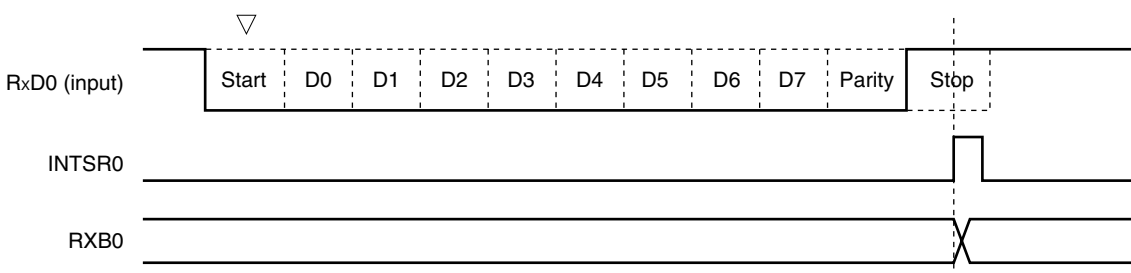 RxD0 (input) Start D0 D1 D2 D3 D4 D5 D6 D7 Parity Stop
INTSR0
RXB0